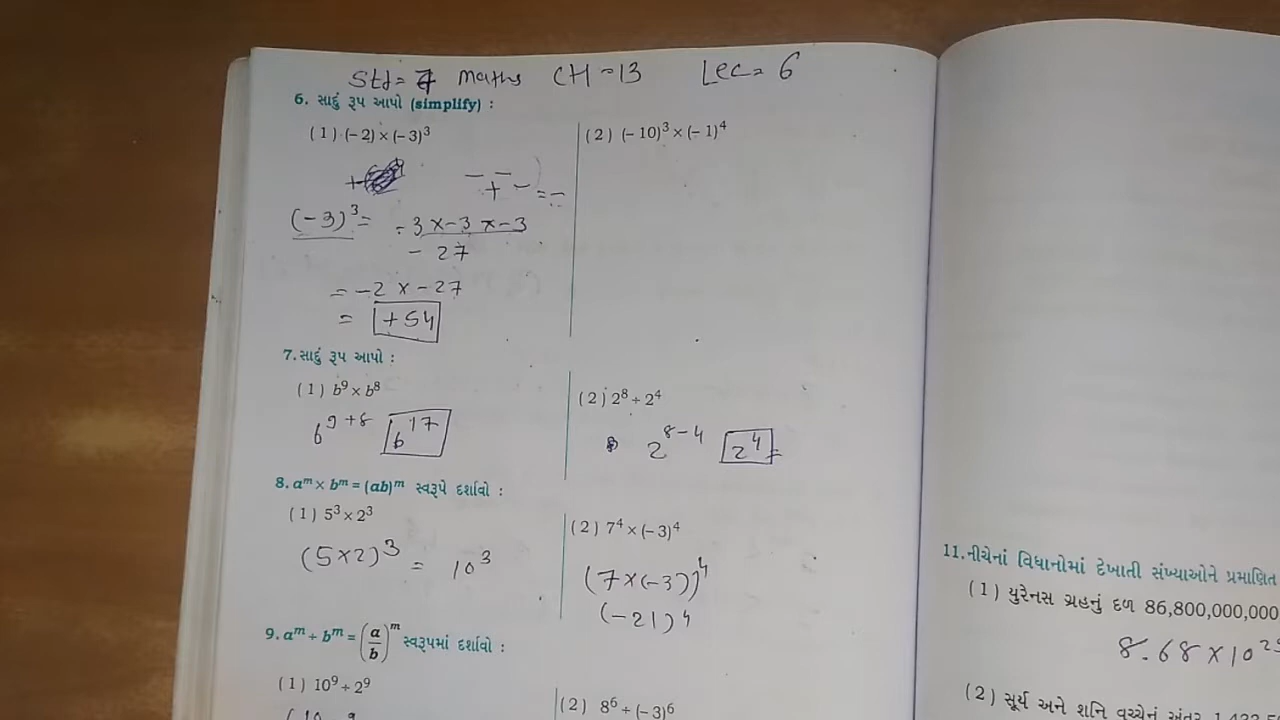 Std = 7 Maths CH = 13 Lec = 6
6. સાદું રૂપ આપો (simplify) :
(1) (−2) × (−3)³
(−3)³ = -3 x -3 x -3
- 27
= -2 x -27
= +54
(2) (−10)³ × (−1)⁴
7. સાદું રૂપ આપો :
(1) b⁹ × b⁸
b⁹⁺⁸ b¹⁷
(2) 2⁸ ÷ 2⁴
2⁸⁻⁴ 2⁴ =
8. aᵐ × bᵐ = (ab)ᵐ સ્વરૂપે દર્શાવો :
(1) 5³ × 2³
(5×2)³ = 10³
(2) 7⁴ × (−3)⁴
(7×(-3))⁴
(-21)⁴
9. aᵐ ÷ bᵐ = (a/b)ᵐ સ્વરૂપમાં દર્શાવો :
(1) 10⁹ ÷ 2⁹
(2) 8⁶ ÷ (−3)⁶
11. નીચેનાં વિધાનોમાં દેખાતી સંખ્યાઓને પ્રમાણિત
(1) યુરેનસ ગ્રહનું દળ 86,800,000,000
8.68 × 10
(2) સૂર્ય અને શનિ વચ્ચેનું અંતર 1,433,5